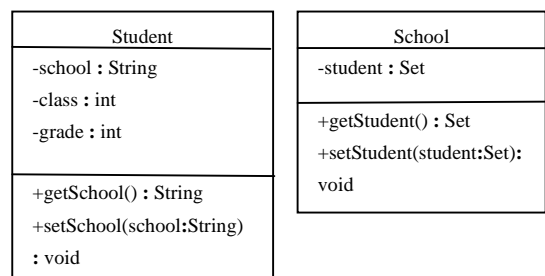 Student
-school : String
-class : int
-grade : int
+getSchool() : String
+setSchool(school:String)
: void
School
-student : Set
+getStudent() : Set
+setStudent(student:Set):
void